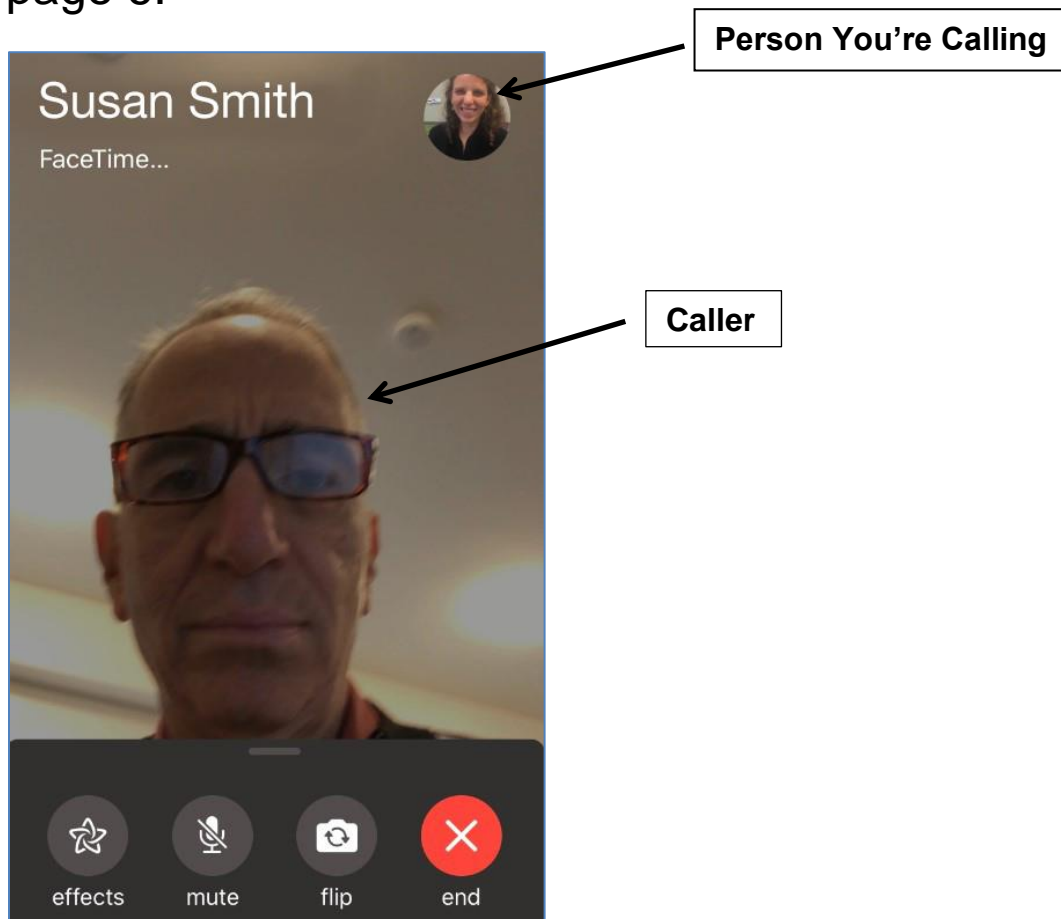 page 3.
Person You're Calling
Susan Smith
FaceTime...
Caller
effects mute flip end